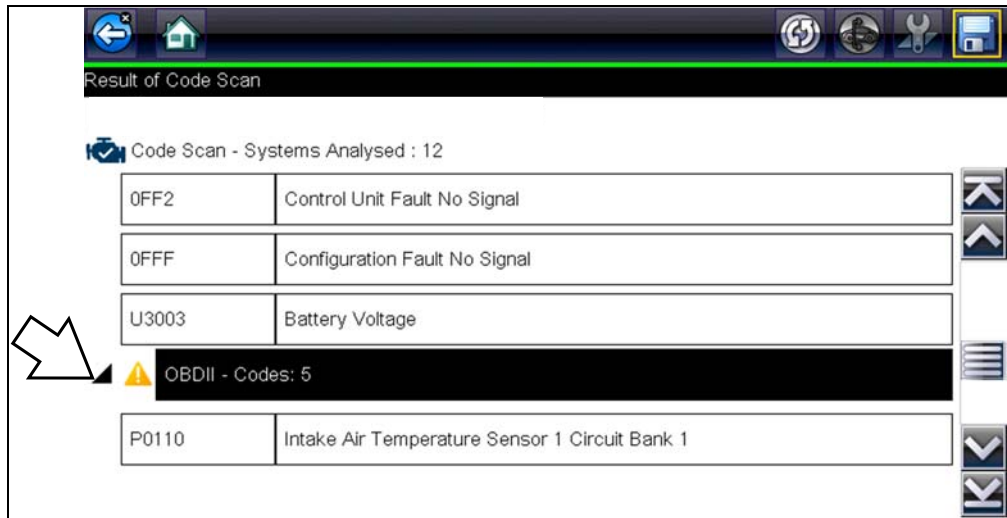 Result of Code Scan
Code Scan - Systems Analysed : 12
0FF2 Control Unit Fault No Signal
0FFF Configuration Fault No Signal
U3003 Battery Voltage
OBDII - Codes: 5
P0110 Intake Air Temperature Sensor 1 Circuit Bank 1